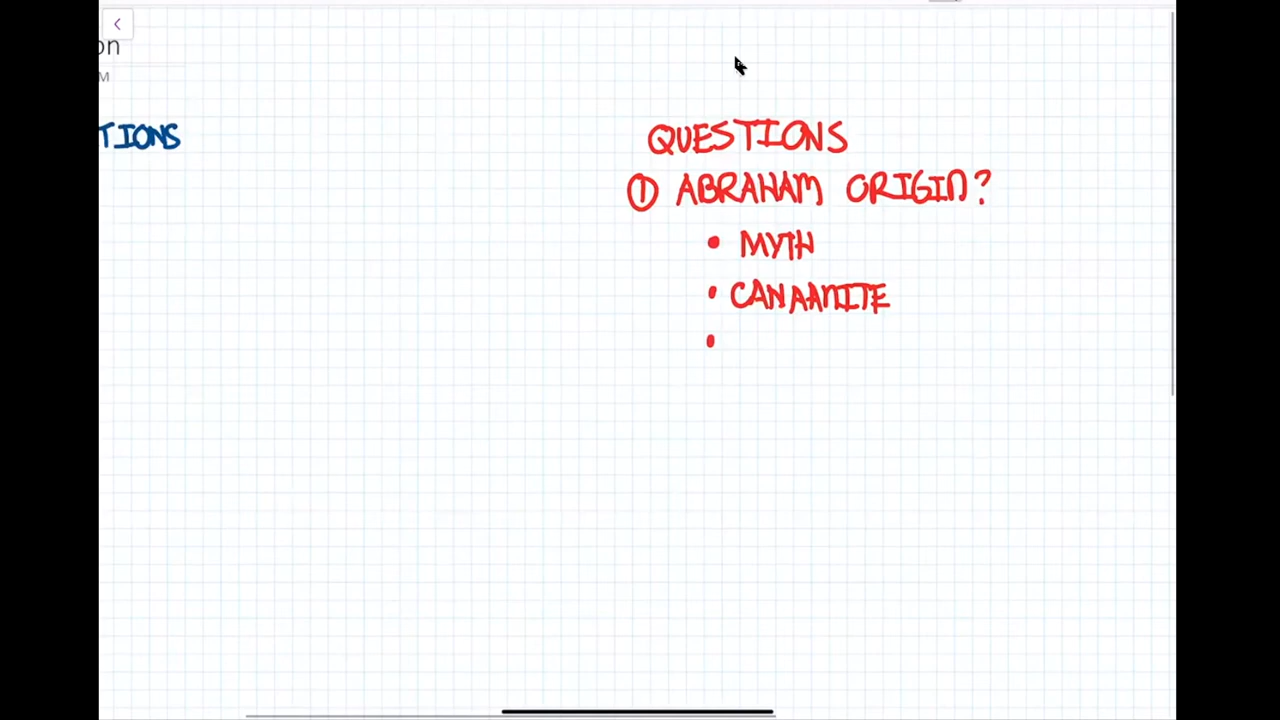 on
M
TIONS
QUESTIONS
① ABRAHAM ORIGIN?
• MYTH
• CANAANITE
•